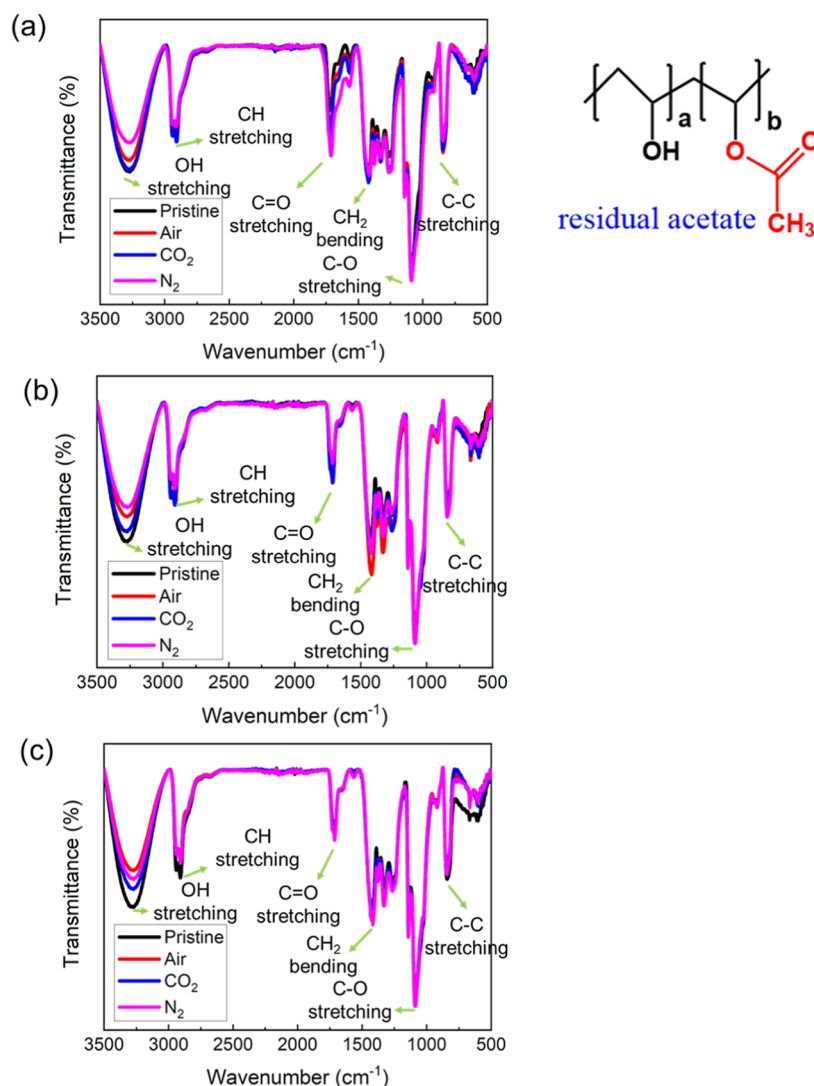 (a)
Transmittance (%)
CH
stretching
OH
stretching
C=O
stretching
CH₂
bending
C-O
stretching
C-C
stretching
Pristine
Air
CO₂
N₂
3500 3000 2500 2000 1500 1000 500
Wavenumber (cm⁻¹)
a
b
OH
O
O
CH₃
residual acetate
(b)
Transmittance (%)
CH
stretching
OH
stretching
C=O
stretching
CH₂
bending
C-O
stretching
C-C
stretching
Pristine
Air
CO₂
N₂
3500 3000 2500 2000 1500 1000 500
Wavenumber (cm⁻¹)
(c)
Transmittance (%)
CH
stretching
OH
stretching
C=O
stretching
CH₂
bending
C-O
stretching
C-C
stretching
Pristine
Air
CO₂
N₂
3500 3000 2500 2000 1500 1000 500
Wavenumber (cm⁻¹)